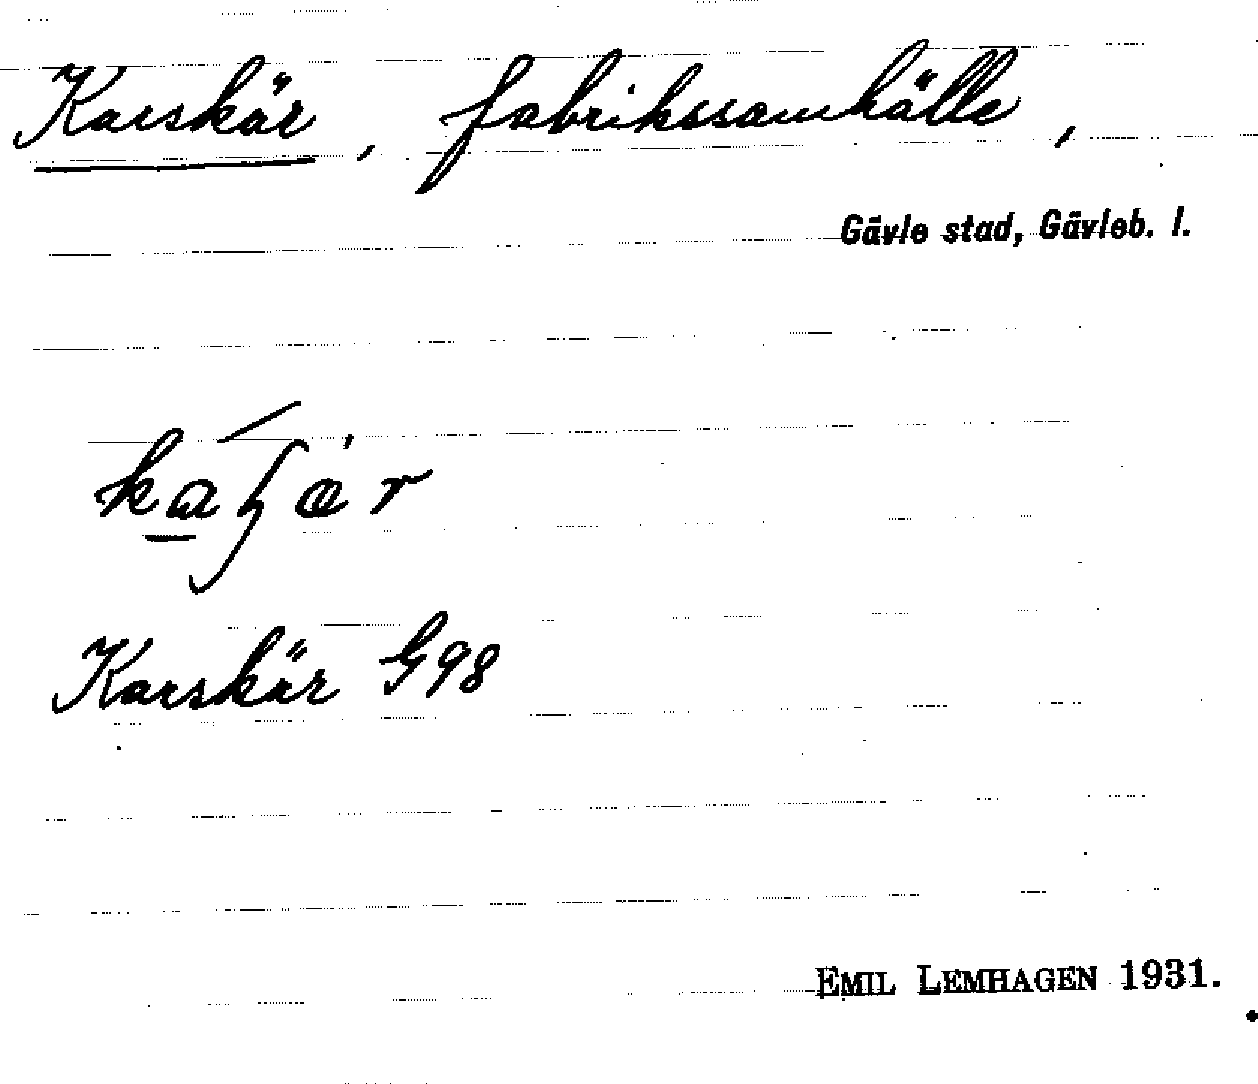 Karskär, fabrikssamhälle,
Gävle stad, Gävleb. l.
Karskär G98
EMIL LEMHAGEN 1931.